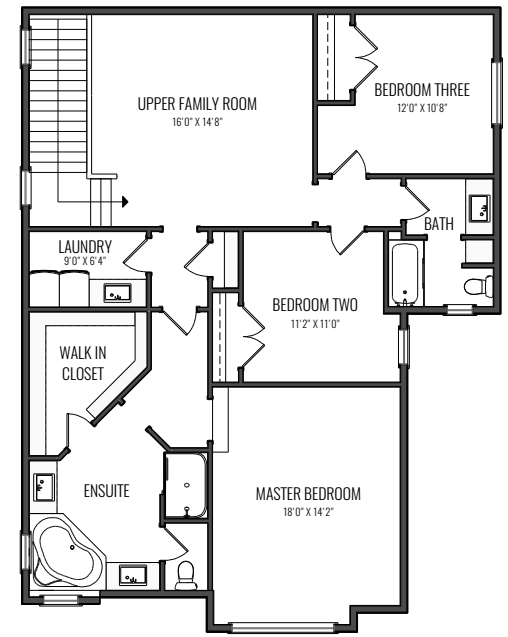 UPPER FAMILY ROOM
16'0" X 14'8"
BEDROOM THREE
12'0" X 10'8"
BATH
LAUNDRY
9'0" X 6'4"
BEDROOM TWO
11'2" X 11'0"
WALK IN
CLOSET
ENSUITE
MASTER BEDROOM
18'0" X 14'2"